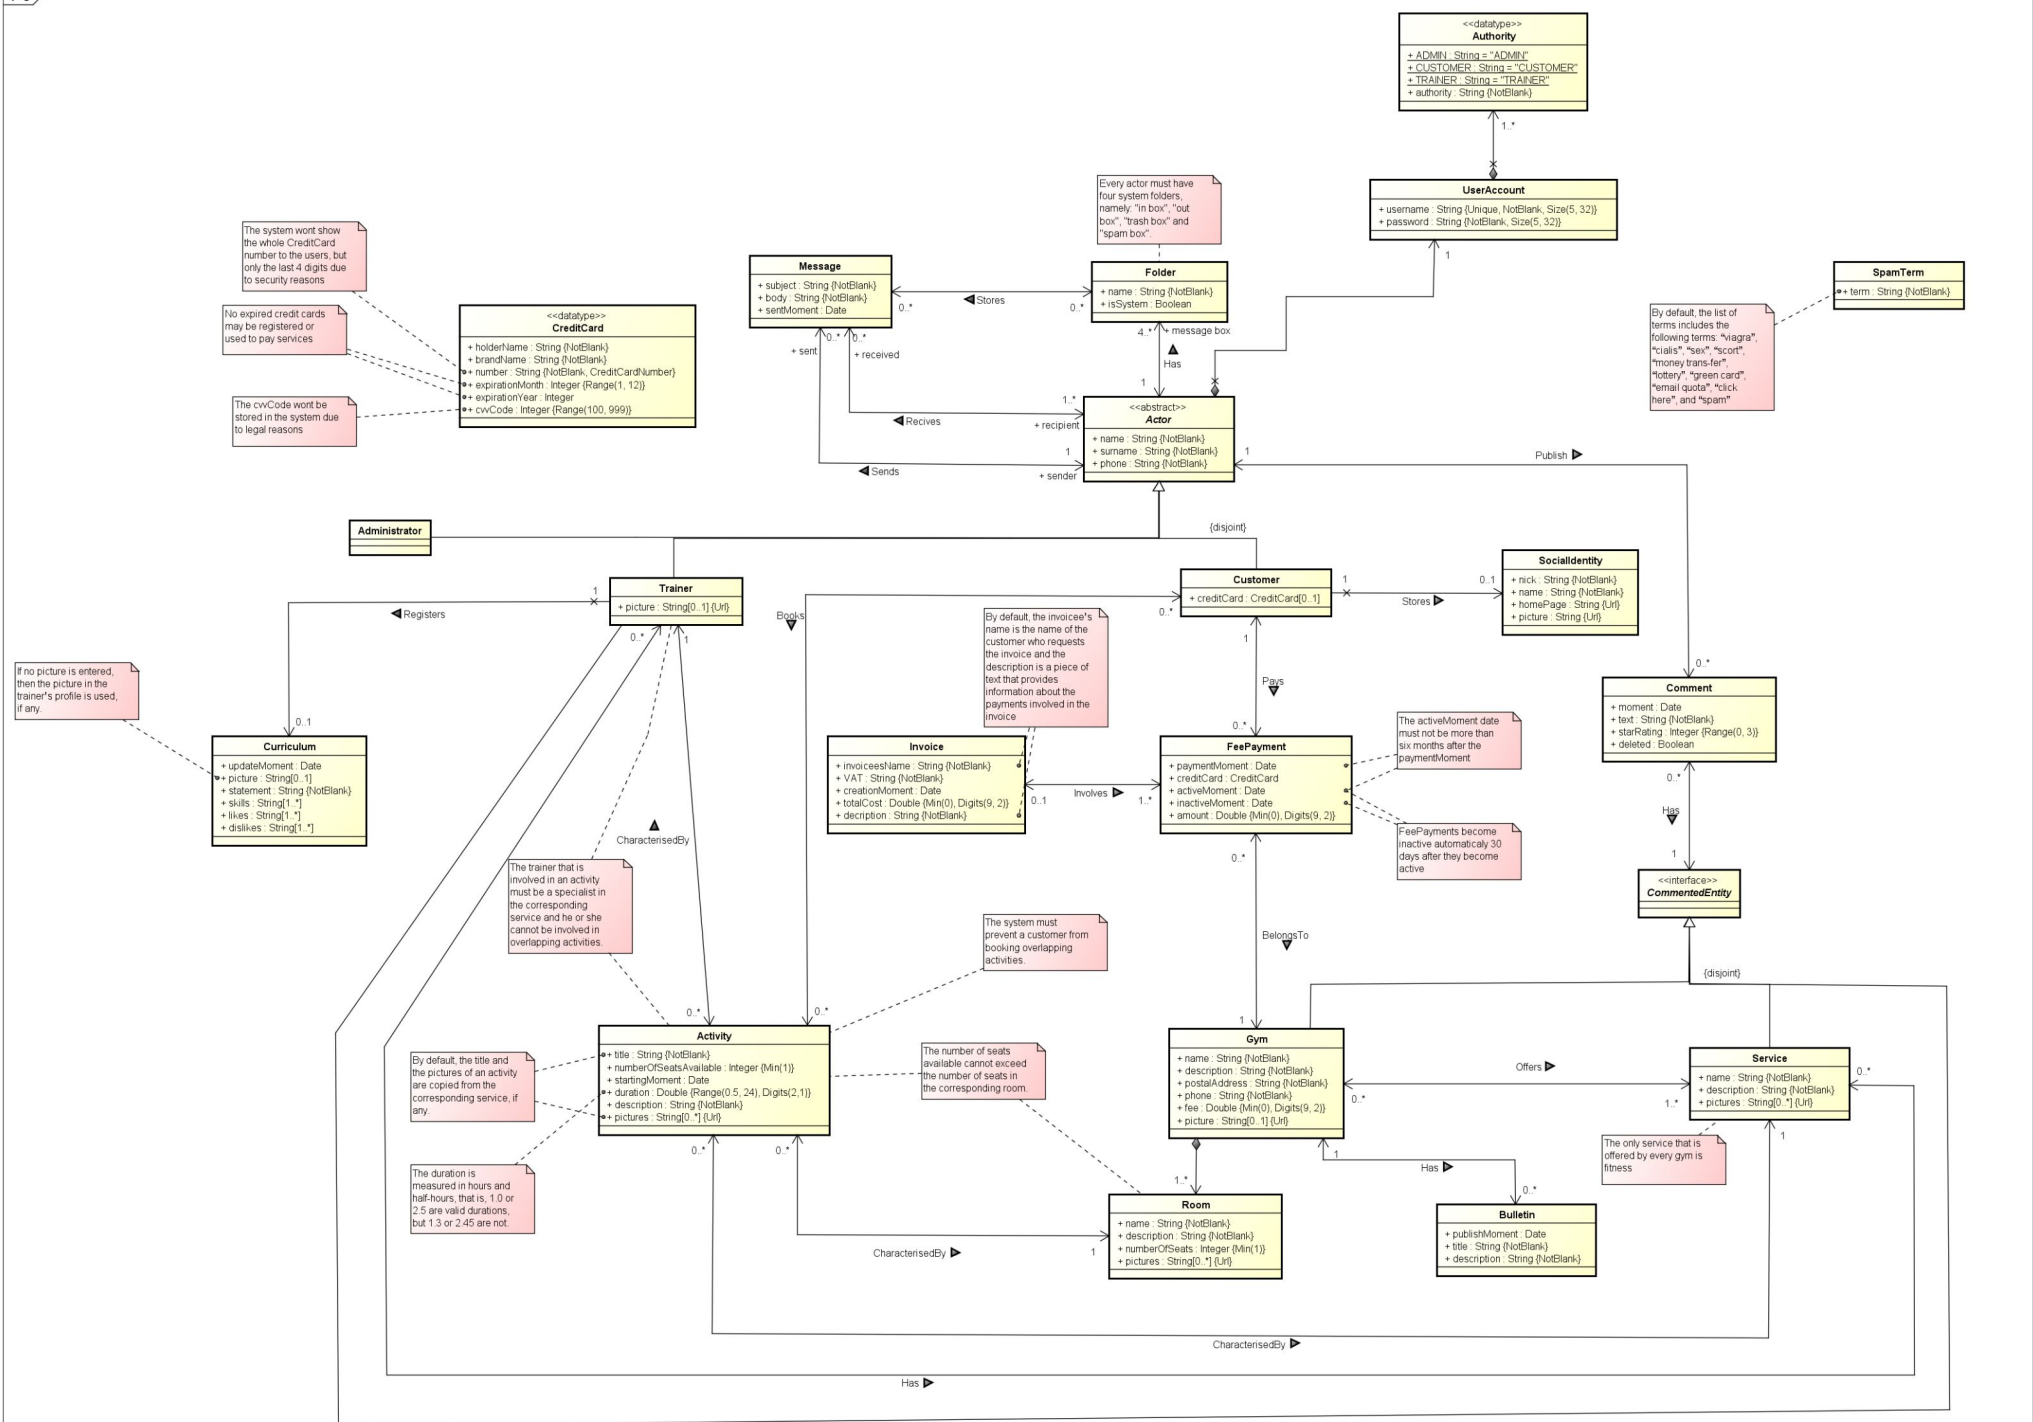 <<datatype>>
Authority
+ ADMIN : String = "ADMIN"
+ CUSTOMER : String = "CUSTOMER"
+ TRAINER : String = "TRAINER"
+ authority : String {NotBlank}
1..*
UserAccount
+ username : String {Unique, NotBlank, Size(5, 32)}
+ password : String {NotBlank, Size(5, 32)}
1
Every actor must have
four system folders,
namely: "in box", "out
box", "trash box" and
"spam box".
The system wont show
the whole CreditCard
number to the users, but
only the last 4 digits due
to security reasons
No expired credit cards
may be registered or
used to pay services
The cvvCode wont be
stored in the system due
to legal reasons
<<datatype>>
CreditCard
+ holderName : String {NotBlank}
+ brandName : String {NotBlank}
+ number : String {NotBlank, CreditCardNumber}
+ expirationMonth : Integer {Range(1, 12)}
+ expirationYear : Integer
+ cvvCode : Integer {Range(100, 999)}
Message
+ subject : String {NotBlank}
+ body : String {NotBlank}
+ sentMoment : Date
0..*
Stores
0..*
Folder
+ name : String {NotBlank}
+ isSystem : Boolean
4..*
+ message box
Has
1
SpamTerm
+ term : String {NotBlank}
By default, the list of
terms includes the
following terms: “viagra”,
“cialis”, “sex”, “scort”,
“money trans-fer”,
“lottery”, “green card”,
“email quota”, “click
here”, and “spam”
0..*
0..*
+ sent
+ received
1..*
Recives
+ recipient
1
Sends
+ sender
<<abstract>>
Actor
+ name : String {NotBlank}
+ surname : String {NotBlank}
+ phone : String {NotBlank}
1
Publish
{disjoint}
Administrator
Trainer
+ picture : String[0..1] {Url}
1
Registers
0..*
1
Books
Customer
+ creditCard : CreditCard[0..1]
0..*
1
1
Stores
0..1
SocialIdentity
+ nick : String {NotBlank}
+ name : String {NotBlank}
+ homePage : String {Url}
+ picture : String {Url}
By default, the invoicee's
name is the name of the
customer who requests
the invoice and the
description is a piece of
text that provides
information about the
payments involved in the
invoice
If no picture is entered,
then the picture in the
trainer's profile is used,
if any.
0..1
Curriculum
+ updateMoment : Date
+ picture : String[0..1]
+ statement : String {NotBlank}
+ skills : String[1..*]
+ likes : String[1..*]
+ dislikes : String[1..*]
Pays
0..*
Invoice
+ invoiceesName : String {NotBlank}
+ VAT : String {NotBlank}
+ creationMoment : Date
+ totalCost : Double {Min(0), Digits(9, 2)}
+ decription : String {NotBlank}
0..1
Involves
1..*
FeePayment
+ paymentMoment : Date
+ creditCard : CreditCard
+ activeMoment : Date
+ inactiveMoment : Date
+ amount : Double {Min(0), Digits(9, 2)}
The activeMoment date
must not be more than
six months after the
paymentMoment
FeePayments become
inactive automaticaly 30
days after they become
active
0..*
Comment
+ moment : Date
+ text : String {NotBlank}
+ starRating : Integer {Range(0, 3)}
+ deleted : Boolean
0..*
Has
1
<<interface>>
CommentedEntity
{disjoint}
CharacterisedBy
The trainer that is
involved in an activity
must be a specialist in
the corresponding
service and he or she
cannot be involved in
overlapping activities.
The system must
prevent a customer from
booking overlapping
activities.
0..*
BelongsTo
1
0..*
0..*
Activity
+ title : String {NotBlank}
+ numberOfSeatsAvailable : Integer {Min(1)}
+ startingMoment : Date
+ duration : Double {Range(0.5, 24), Digits(2,1)}
+ description : String {NotBlank}
+ pictures : String[0..*] {Url}
By default, the title and
the pictures of an activity
are copied from the
corresponding service, if
any.
The duration is
measured in hours and
half-hours, that is, 1.0 or
2.5 are valid durations,
but 1.3 or 2.45 are not.
The number of seats
available cannot exceed
the number of seats in
the corresponding room.
Gym
+ name : String {NotBlank}
+ description : String {NotBlank}
+ postalAddress : String {NotBlank}
+ phone : String {NotBlank}
+ fee : Double {Min(0), Digits(9, 2)}
+ picture : String[0..1] {Url}
Offers
0..*
1..*
Service
+ name : String {NotBlank}
+ description : String {NotBlank}
+ pictures : String[0..*] {Url}
0..*
The only service that is
offered by every gym is
fitness
1
0..*
0..*
1..*
1
Has
0..*
Room
+ name : String {NotBlank}
+ description : String {NotBlank}
+ numberOfSeats : Integer {Min(1)}
+ pictures : String[0..*] {Url}
Bulletin
+ publishMoment : Date
+ title : String {NotBlank}
+ description : String {NotBlank}
CharacterisedBy
1
CharacterisedBy
Has